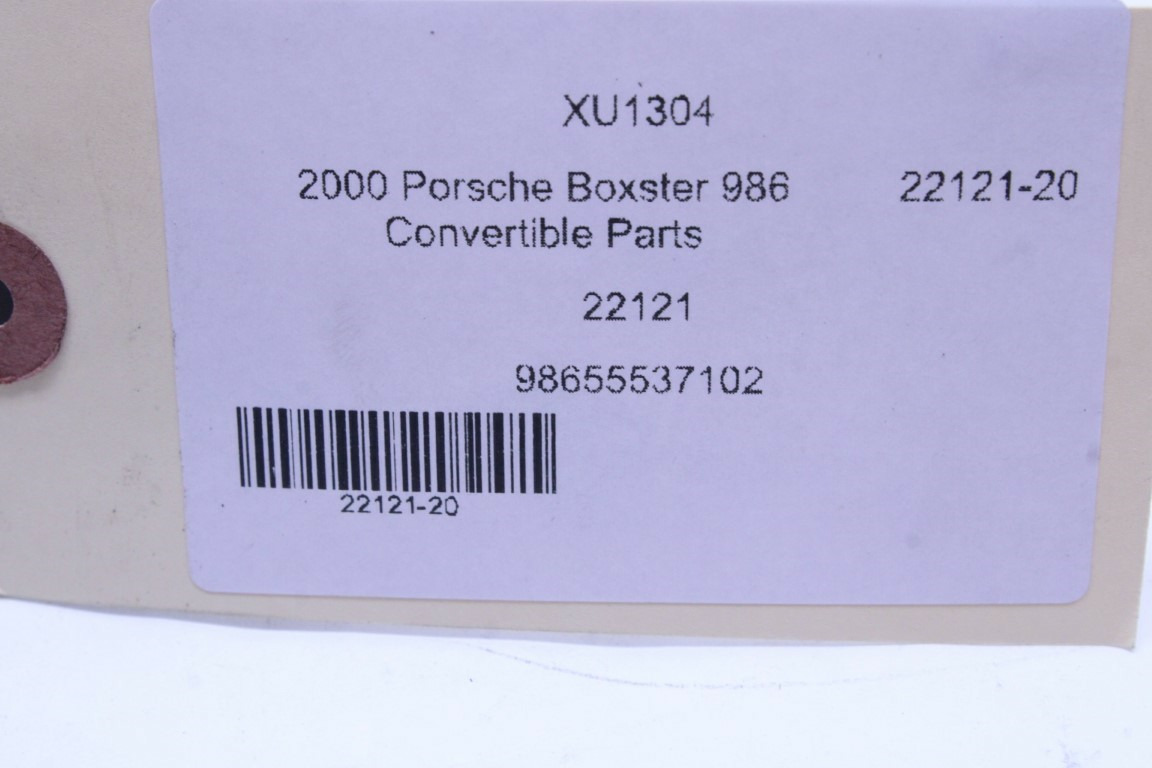 XU1304
2000 Porsche Boxster 986 22121-20
Convertible Parts
22121
98655537102
22121-20